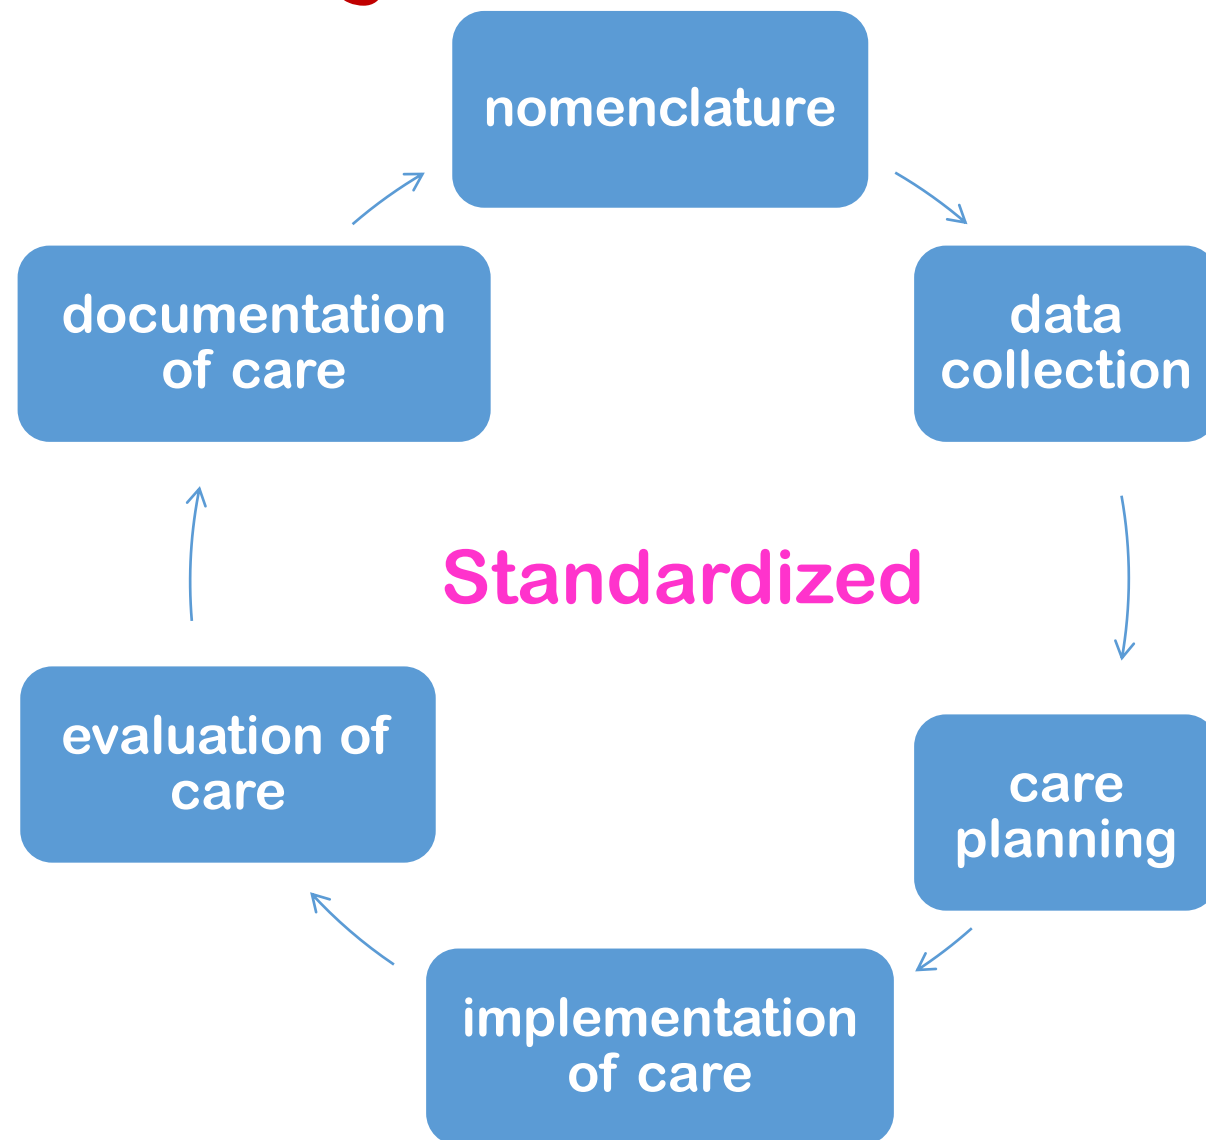 nomenclature
data
collection
care
planning
implementation
of care
evaluation of
care
documentation
of care
Standardized